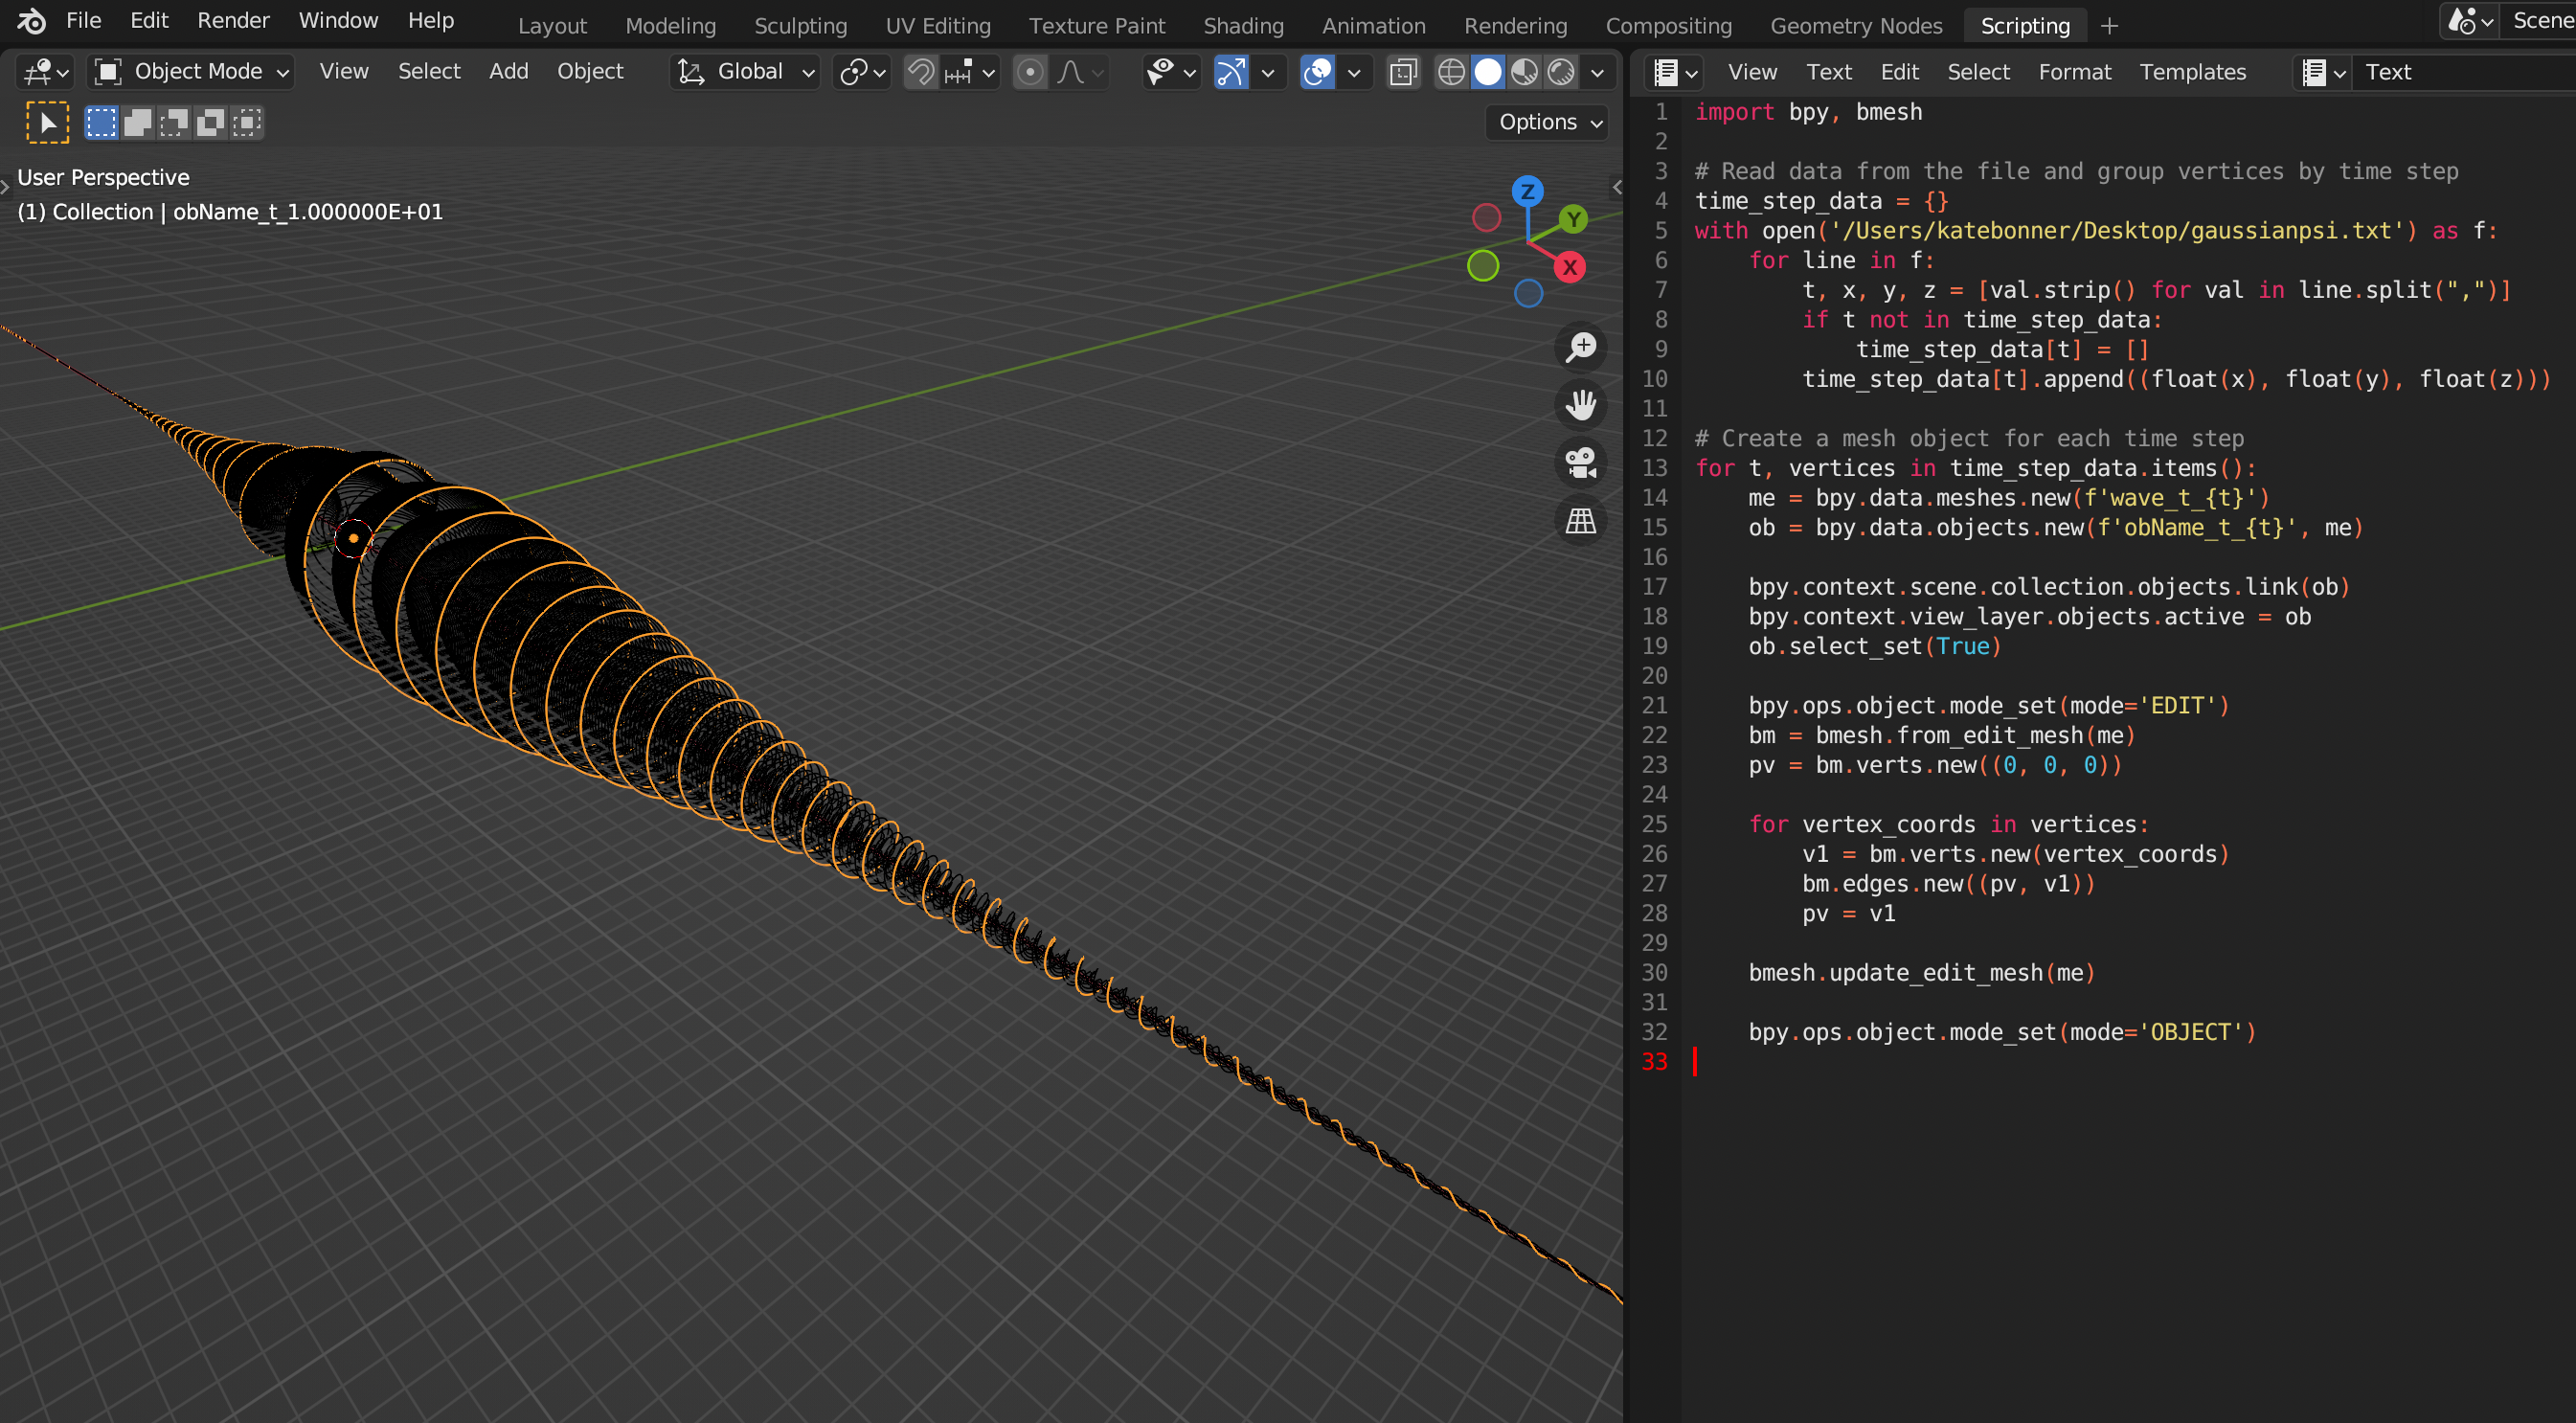 File Edit Render Window Help Layout Modeling Sculpting UV Editing Texture Paint Shading Animation Rendering Compositing Geometry Nodes Scripting + Scene
Object Mode View Select Add Object Global
Options
User Perspective
(1) Collection | obName_t_1.000000E+01
Z
Y
X
View Text Edit Select Format Templates Text
1 import bpy, bmesh
2
3 # Read data from the file and group vertices by time step
4 time_step_data = {}
5 with open('/Users/katebonner/Desktop/gaussianpsi.txt') as f:
6     for line in f:
7         t, x, y, z = [val.strip() for val in line.split(",")]
8         if t not in time_step_data:
9             time_step_data[t] = []
10         time_step_data[t].append((float(x), float(y), float(z)))
11
12 # Create a mesh object for each time step
13 for t, vertices in time_step_data.items():
14     me = bpy.data.meshes.new(f'wave_t_{t}')
15     ob = bpy.data.objects.new(f'obName_t_{t}', me)
16
17     bpy.context.scene.collection.objects.link(ob)
18     bpy.context.view_layer.objects.active = ob
19     ob.select_set(True)
20
21     bpy.ops.object.mode_set(mode='EDIT')
22     bm = bmesh.from_edit_mesh(me)
23     pv = bm.verts.new((0, 0, 0))
24
25     for vertex_coords in vertices:
26         v1 = bm.verts.new(vertex_coords)
27         bm.edges.new((pv, v1))
28         pv = v1
29
30     bmesh.update_edit_mesh(me)
31
32     bpy.ops.object.mode_set(mode='OBJECT')
33